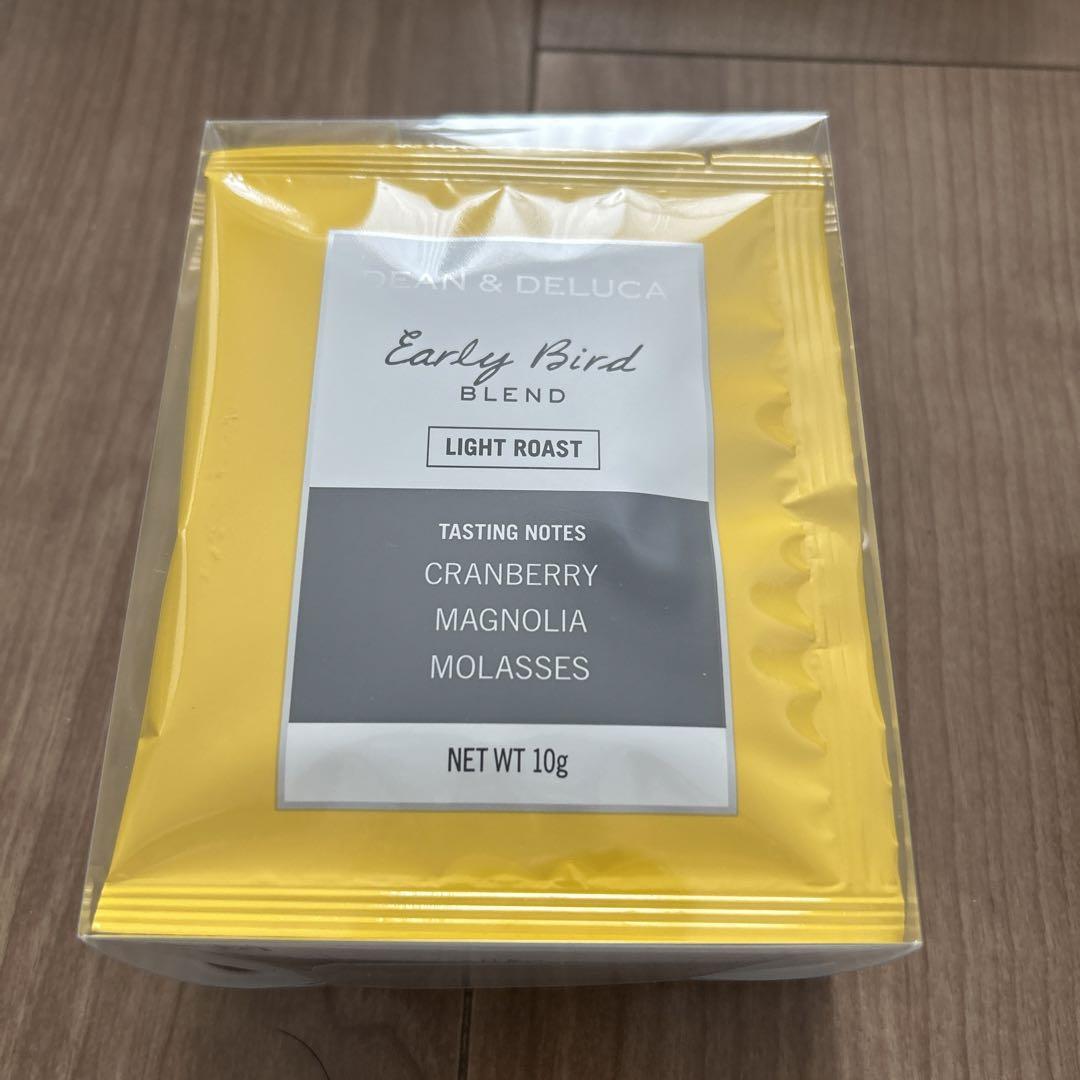 DEAN & DELUCA
Early Bird
BLEND
LIGHT ROAST
TASTING NOTES
CRANBERRY
MAGNOLIA
MOLASSES
NET WT 10g